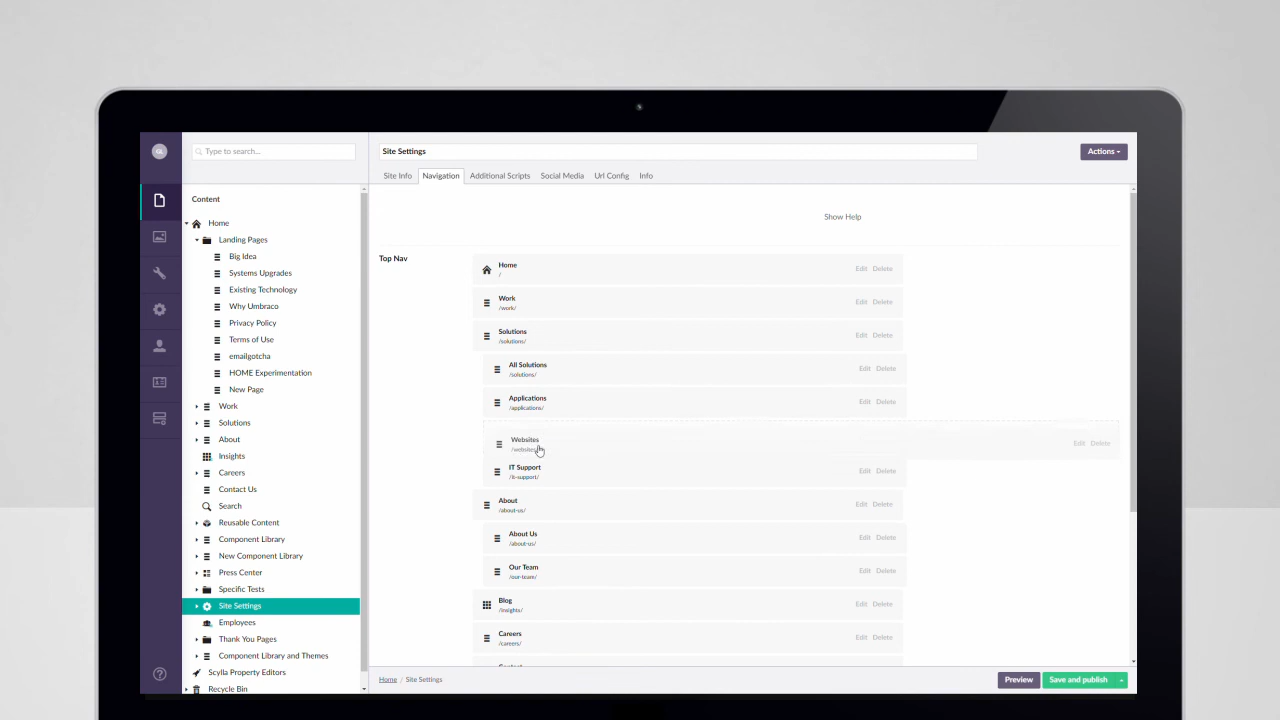 GL
Type to search...
Site Settings
Actions
Site Info
Navigation
Additional Scripts
Social Media
Url Config
Info
Content
Home
Landing Pages
Big Idea
Systems Upgrades
Existing Technology
Why Umbraco
Privacy Policy
Terms of Use
emailgotcha
HOME Experimentation
New Page
Work
Solutions
About
Insights
Careers
Contact Us
Search
Reusable Content
Component Library
New Component Library
Press Center
Specific Tests
Site Settings
Employees
Thank You Pages
Component Library and Themes
Scylla Property Editors
Recycle Bin
Show Help
Top Nav
Home
/
Edit Delete
Work
/work/
Edit Delete
Solutions
/solutions/
Edit Delete
All Solutions
/solutions/
Edit Delete
Applications
/applications/
Edit Delete
Websites
/websites
Edit Delete
IT Support
/it-support/
Edit Delete
About
/about-us/
Edit Delete
About Us
/about-us/
Edit Delete
Our Team
/our-team/
Edit Delete
Blog
/insights/
Edit Delete
Careers
/careers/
Edit Delete
Home / Site Settings
Preview
Save and publish